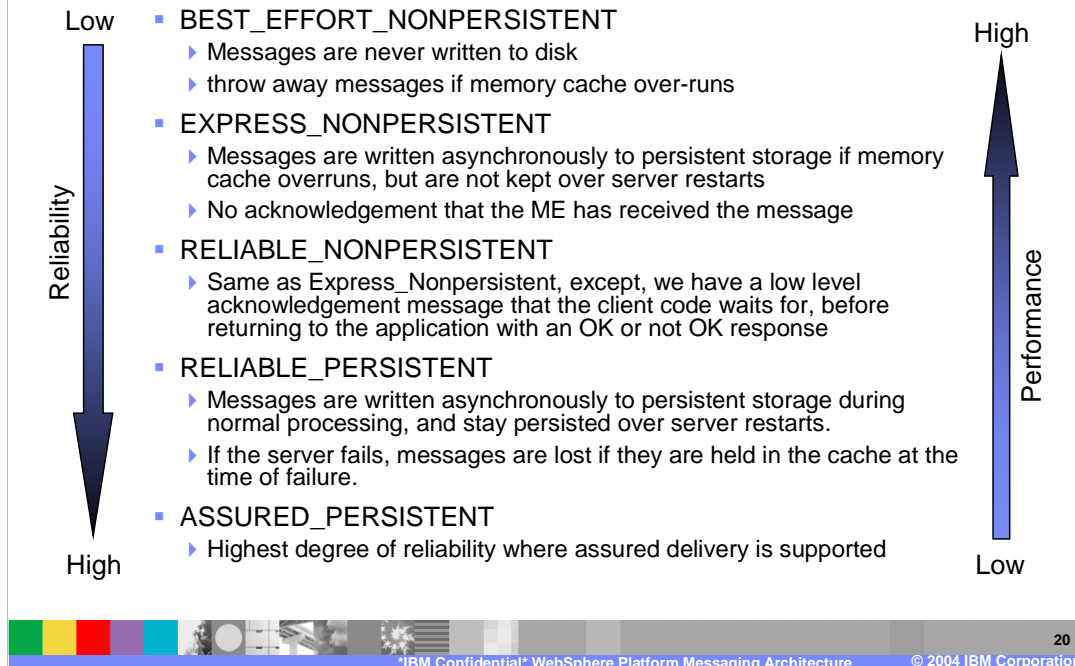 Low
High
Reliability
BEST_EFFORT_NONPERSISTENT
Messages are never written to disk
throw away messages if memory cache over-runs
EXPRESS_NONPERSISTENT
Messages are written asynchronously to persistent storage if memory
cache overruns, but are not kept over server restarts
No acknowledgement that the ME has received the message
RELIABLE_NONPERSISTENT
Same as Express_Nonpersistent, except, we have a low level
acknowledgement message that the client code waits for, before
returning to the application with an OK or not OK response
RELIABLE_PERSISTENT
Messages are written asynchronously to persistent storage during
normal processing, and stay persisted over server restarts.
If the server fails, messages are lost if they are held in the cache at the
time of failure.
ASSURED_PERSISTENT
Highest degree of reliability where assured delivery is supported
High
Performance
Low
20
*IBM Confidential* WebSphere Platform Messaging Architecture
© 2004 IBM Corporation